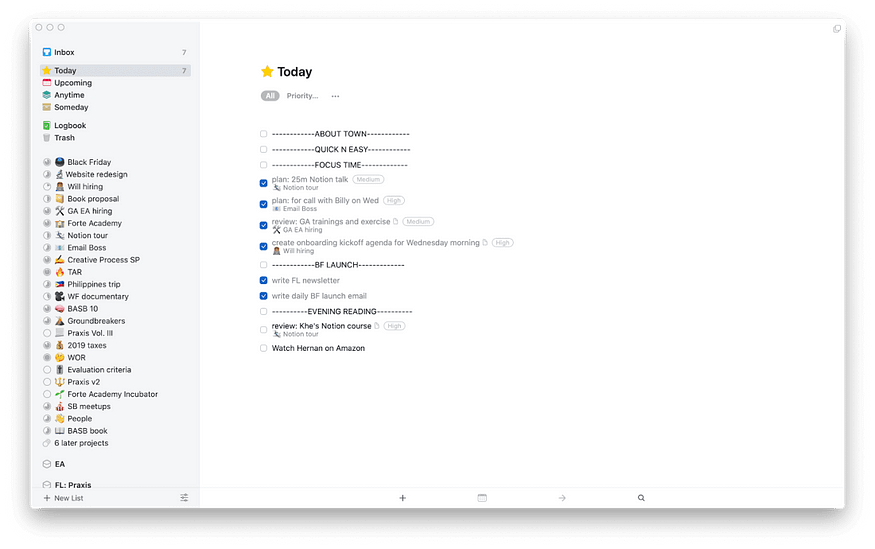 Inbox 7
Today 7
Upcoming
Anytime
Someday
Logbook
Trash
Black Friday
Website redesign
Will hiring
Book proposal
GA EA hiring
Forte Academy
Notion tour
Email Boss
Creative Process SP
TAR
Philippines trip
WF documentary
BASB 10
Groundbreakers
Praxis Vol. III
2019 taxes
WOR
Evaluation criteria
Praxis v2
Forte Academy Incubator
SB meetups
People
BASB book
6 later projects
EA
FL: Praxis
+ New List
Today
All Priority... ...
------------ABOUT TOWN------------
------------QUICK N EASY------------
------------FOCUS TIME-------------
plan: 25m Notion talk Medium
Notion tour
plan: for call with Billy on Wed High
Email Boss
review: GA trainings and exercise Medium
GA EA hiring
create onboarding kickoff agenda for Wednesday morning High
Will hiring
------------BF LAUNCH-------------
write FL newsletter
write daily BF launch email
----------EVENING READING----------
review: Khe's Notion course High
Notion tour
Watch Hernan on Amazon